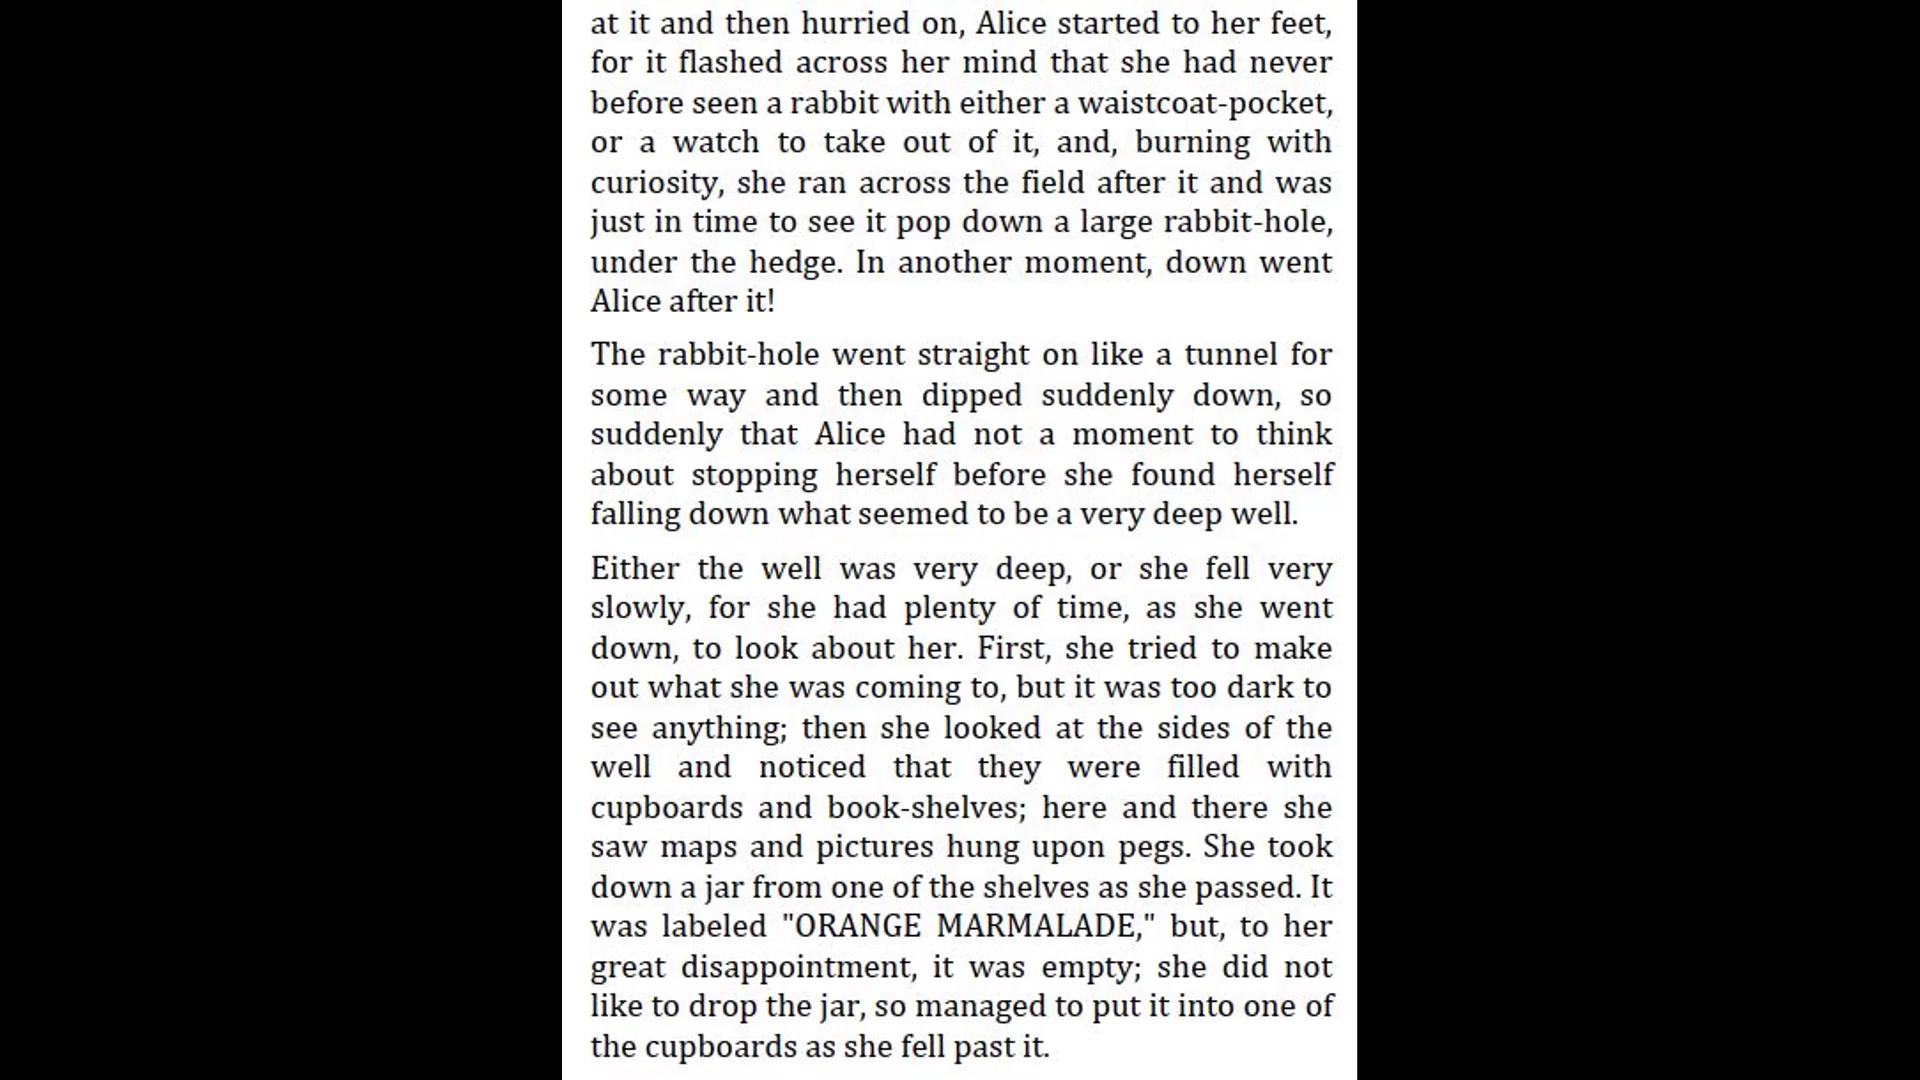 at it and then hurried on, Alice started to her feet,
for it flashed across her mind that she had never
before seen a rabbit with either a waistcoat-pocket,
or a watch to take out of it, and, burning with
curiosity, she ran across the field after it and was
just in time to see it pop down a large rabbit-hole,
under the hedge. In another moment, down went
Alice after it!
The rabbit-hole went straight on like a tunnel for
some way and then dipped suddenly down, so
suddenly that Alice had not a moment to think
about stopping herself before she found herself
falling down what seemed to be a very deep well.
Either the well was very deep, or she fell very
slowly, for she had plenty of time, as she went
down, to look about her. First, she tried to make
out what she was coming to, but it was too dark to
see anything; then she looked at the sides of the
well and noticed that they were filled with
cupboards and book-shelves; here and there she
saw maps and pictures hung upon pegs. She took
down a jar from one of the shelves as she passed. It
was labeled "ORANGE MARMALADE," but, to her
great disappointment, it was empty; she did not
like to drop the jar, so managed to put it into one of
the cupboards as she fell past it.